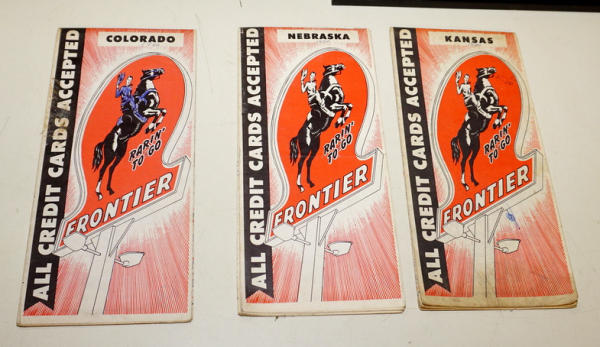 COLORADO
ALL CREDIT CARDS ACCEPTED
RARIN'
TO GO
FRONTIER
NEBRASKA
ALL CREDIT CARDS ACCEPTED
RARIN'
TO GO
FRONTIER
KANSAS
ALL CREDIT CARDS ACCEPTED
RARIN'
TO GO
FRONTIER